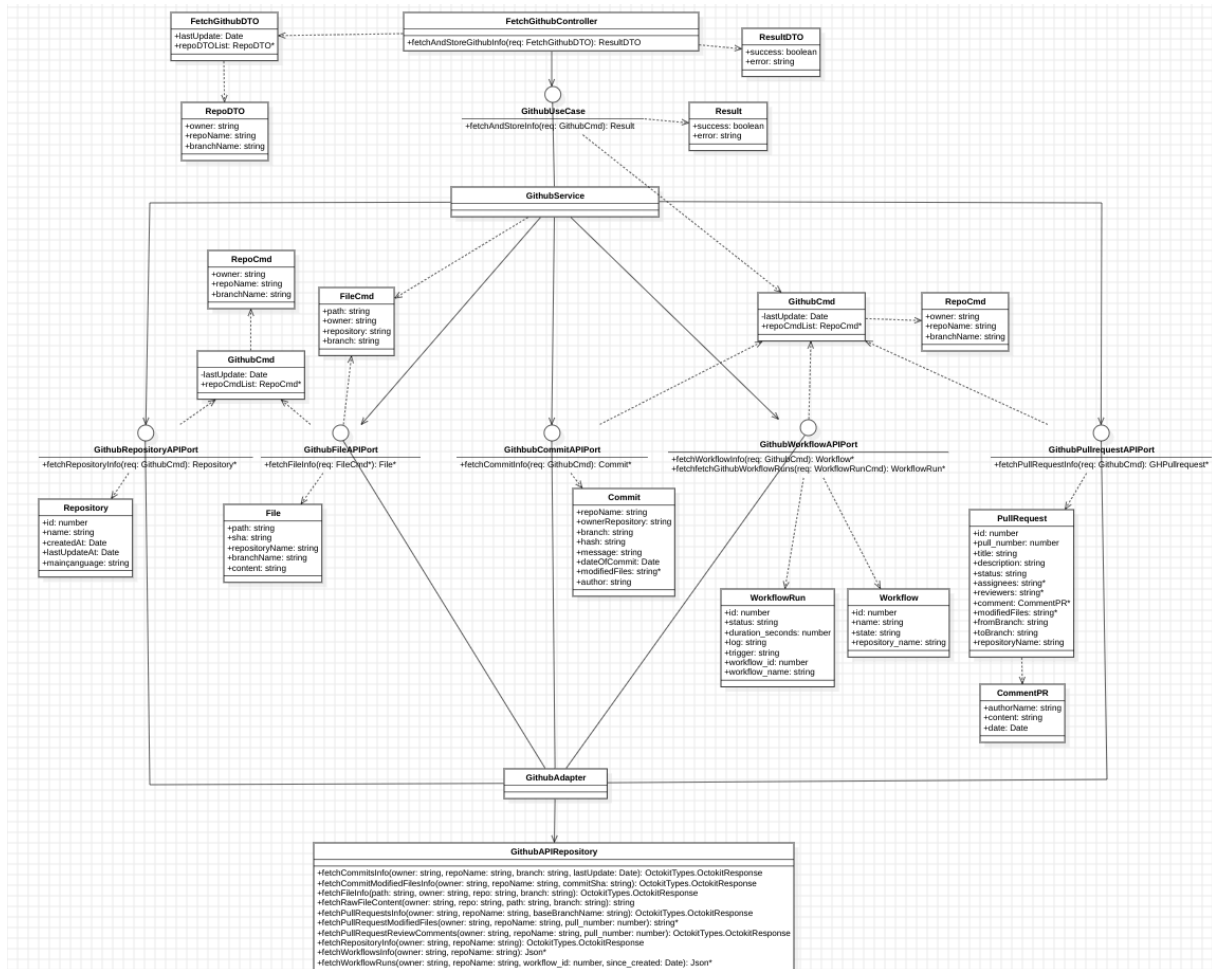 FetchGithubDTO
+lastUpdate: Date
+repoDTOList: RepoDTO*
FetchGithubController
+fetchAndStoreGithubInfo(req: FetchGithubDTO): ResultDTO
ResultDTO
+success: boolean
+error: string
RepoDTO
+owner: string
+repoName: string
+branchName: string
GithubUseCase
+fetchAndStoreInfo(req: GithubCmd): Result
Result
+success: boolean
+error: string
GithubService
RepoCmd
+owner: string
+repoName: string
+branchName: string
FileCmd
+path: string
+owner: string
+repository: string
+branch: string
GithubCmd
-lastUpdate: Date
+repoCmdList: RepoCmd*
RepoCmd
+owner: string
+repoName: string
+branchName: string
GithubCmd
-lastUpdate: Date
+repoCmdList: RepoCmd*
GithubRepositoryAPIPort
+fetchRepositoryInfo(req: GithubCmd): Repository*
GithubFileAPIPort
+fetchFileInfo(req: FileCmd*): File*
GithbubCommitAPIPort
+fetchCommitInfo(req: GithubCmd): Commit*
GithubWorkflowAPIPort
+fetchWorkflowInfo(req: GithubCmd): Workflow*
+fetchfetchGithubWorkflowRuns(req: WorkflowRunCmd): WorkflowRun*
GithubPullrequestAPIPort
+fetchPullRequestInfo(req: GithubCmd): GHPullrequest*
Repository
+id: number
+name: string
+createdAt: Date
+lastUpdateAt: Date
+mainçanguage: string
File
+path: string
+sha: string
+repositoryName: string
+branchName: string
+content: string
Commit
+repoName: string
+ownerRepository: string
+branch: string
+hash: string
+message: string
+dateOfCommit: Date
+modifiedFiles: string*
+author: string
WorkflowRun
+id: number
+status: string
+duration_seconds: number
+log: string
+trigger: string
+workflow_id: number
+workflow_name: string
Workflow
+id: number
+name: string
+state: string
+repository_name: string
PullRequest
+id: number
+pull_number: number
+title: string
+description: string
+status: string
+assignees: string*
+reviewers: string*
+comment: CommentPR*
+modifiedFiles: string*
+fromBranch: string
+toBranch: string
+repositoryName: string
CommentPR
+authorName: string
+content: string
+date: Date
GithubAdapter
GithubAPIRepository
+fetchCommitsInfo(owner: string, repoName: string, branch: string, lastUpdate: Date): OctokitTypes.OctokitResponse
+fetchCommitModifiedFilesInfo(owner: string, repoName: string, commitSha: string): OctokitTypes.OctokitResponse
+fetchFileInfo(path: string, owner: string, repo: string, branch: string): OctokitTypes.OctokitResponse
+fetchRawFileContent(owner: string, repo: string, path: string, branch: string): string
+fetchPullRequestsInfo(owner: string, repoName: string, baseBranchName: string): OctokitTypes.OctokitResponse
+fetchPullRequestModifiedFiles(owner: string, repoName: string, pull_number: number): string*
+fetchPullRequestReviewComments(owner: string, repoName: string, pull_number: number): OctokitTypes.OctokitResponse
+fetchRepositoryInfo(owner: string, repoName: string): OctokitTypes.OctokitResponse
+fetchWorkflowsInfo(owner: string, repoName: string): Json*
+fetchWorkflowRuns(owner: string, repoName: string, workflow_id: number, since_created: Date): Json*